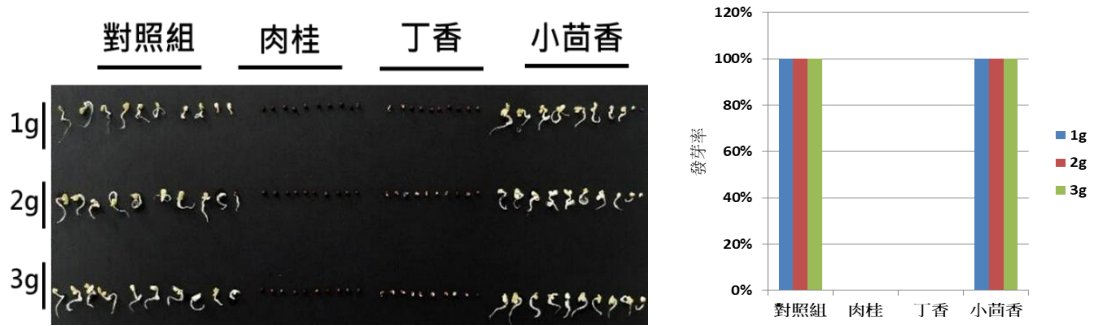 對照組 肉桂 丁香 小茴香
1g
2g
3g
120%
100%
80%
60%
40%
20%
0%
發芽率
對照組 肉桂 丁香 小茴香
1g
2g
3g